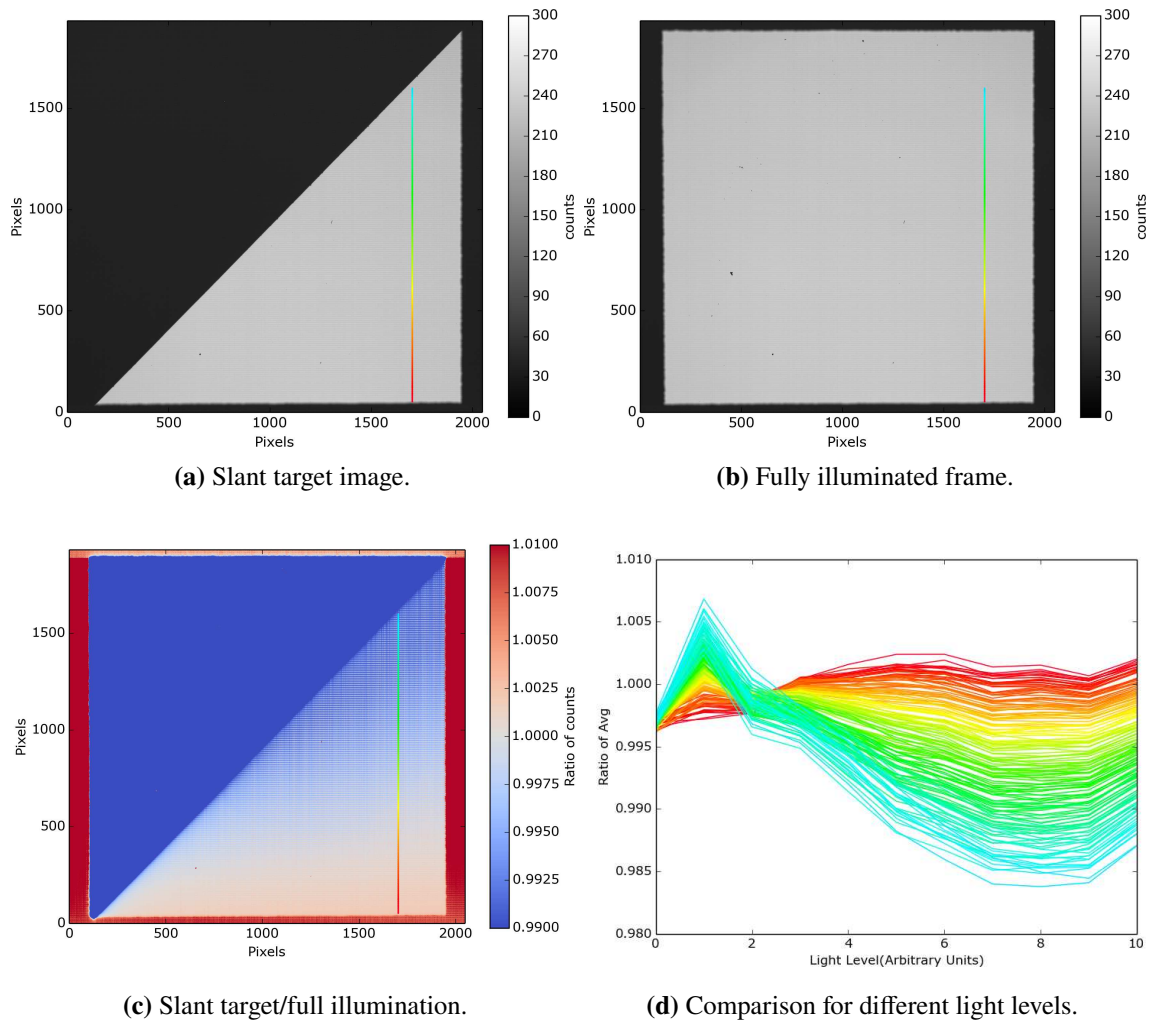 300
270
240
210
180
150
120
90
60
30
0
counts
1500
1000
500
0
Pixels
0 500 1000 1500 2000
Pixels
(a) Slant target image.
300
270
240
210
180
150
120
90
60
30
0
counts
1500
1000
500
0
Pixels
0 500 1000 1500 2000
Pixels
(b) Fully illuminated frame.
1.0100
1.0075
1.0050
1.0025
1.0000
0.9975
0.9950
0.9925
0.9900
Ratio of counts
1500
1000
500
0
Pixels
0 500 1000 1500 2000
Pixels
(c) Slant target/full illumination.
1.010
1.005
1.000
0.995
0.990
0.985
0.980
Ratio of Avg
0 2 4 6 8 10
Light Level(Arbitrary Units)
(d) Comparison for different light levels.